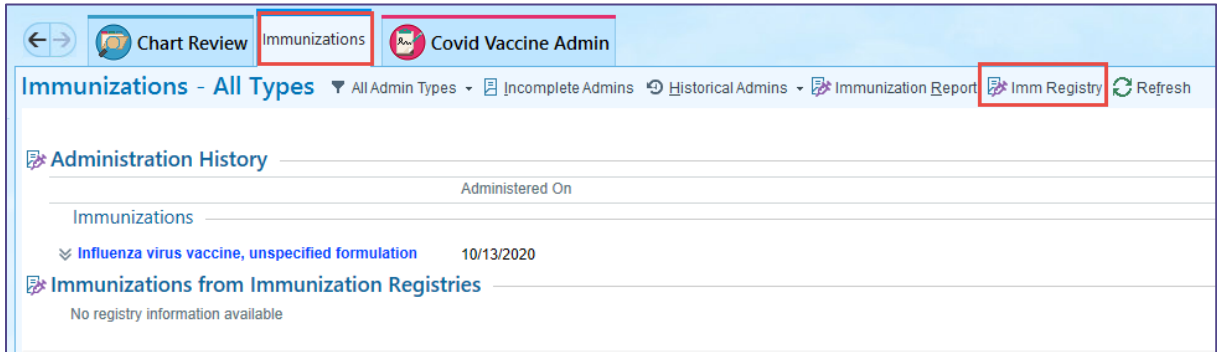 Chart Review Immunizations Covid Vaccine Admin
Immunizations - All Types All Admin Types Incomplete Admins Historical Admins Immunization Report Imm Registry Refresh
Administration History
Administered On
Immunizations
Influenza virus vaccine, unspecified formulation 10/13/2020
Immunizations from Immunization Registries
No registry information available